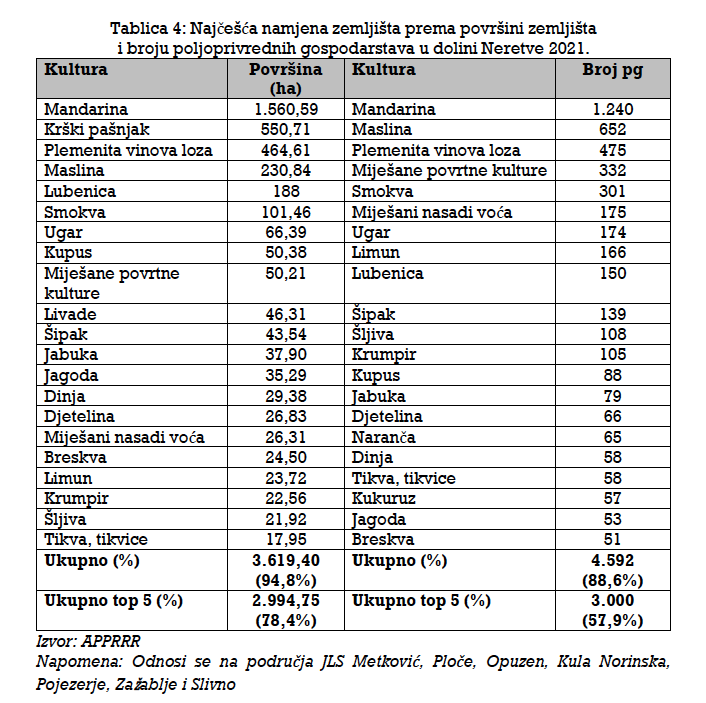 Tablica 4: Najčešća namjena zemljišta prema površini zemljišta
i broju poljoprivrednih gospodarstava u dolini Neretve 2021.
Kultura Površina (ha) Kultura Broj pg
Mandarina 1.560,59 Mandarina 1.240
Krški pašnjak 550,71 Maslina 652
Plemenita vinova loza 464,61 Plemenita vinova loza 475
Maslina 230,84 Miješane povrtne kulture 332
Lubenica 188 Smokva 301
Smokva 101,46 Miješani nasadi voća 175
Ugar 66,39 Ugar 174
Kupus 50,38 Limun 166
Miješane povrtne kulture 50,21 Lubenica 150
Livade 46,31 Šipak 139
Šipak 43,54 Šljiva 108
Jabuka 37,90 Krumpir 105
Jagoda 35,29 Kupus 88
Dinja 29,38 Jabuka 79
Djetelina 26,83 Djetelina 66
Miješani nasadi voća 26,31 Naranča 65
Breskva 24,50 Dinja 58
Limun 23,72 Tikva, tikvice 58
Krumpir 22,56 Kukuruz 57
Šljiva 21,92 Jagoda 53
Tikva, tikvice 17,95 Breskva 51
Ukupno (%) 3.619,40 (94,8%) Ukupno (%) 4.592 (88,6%)
Ukupno top 5 (%) 2.994,75 (78,4%) Ukupno top 5 (%) 3.000 (57,9%)
Izvor: APPRRR
Napomena: Odnosi se na područja JLS Metković, Ploče, Opuzen, Kula Norinska,
Pojezerje, Zažablje i Slivno